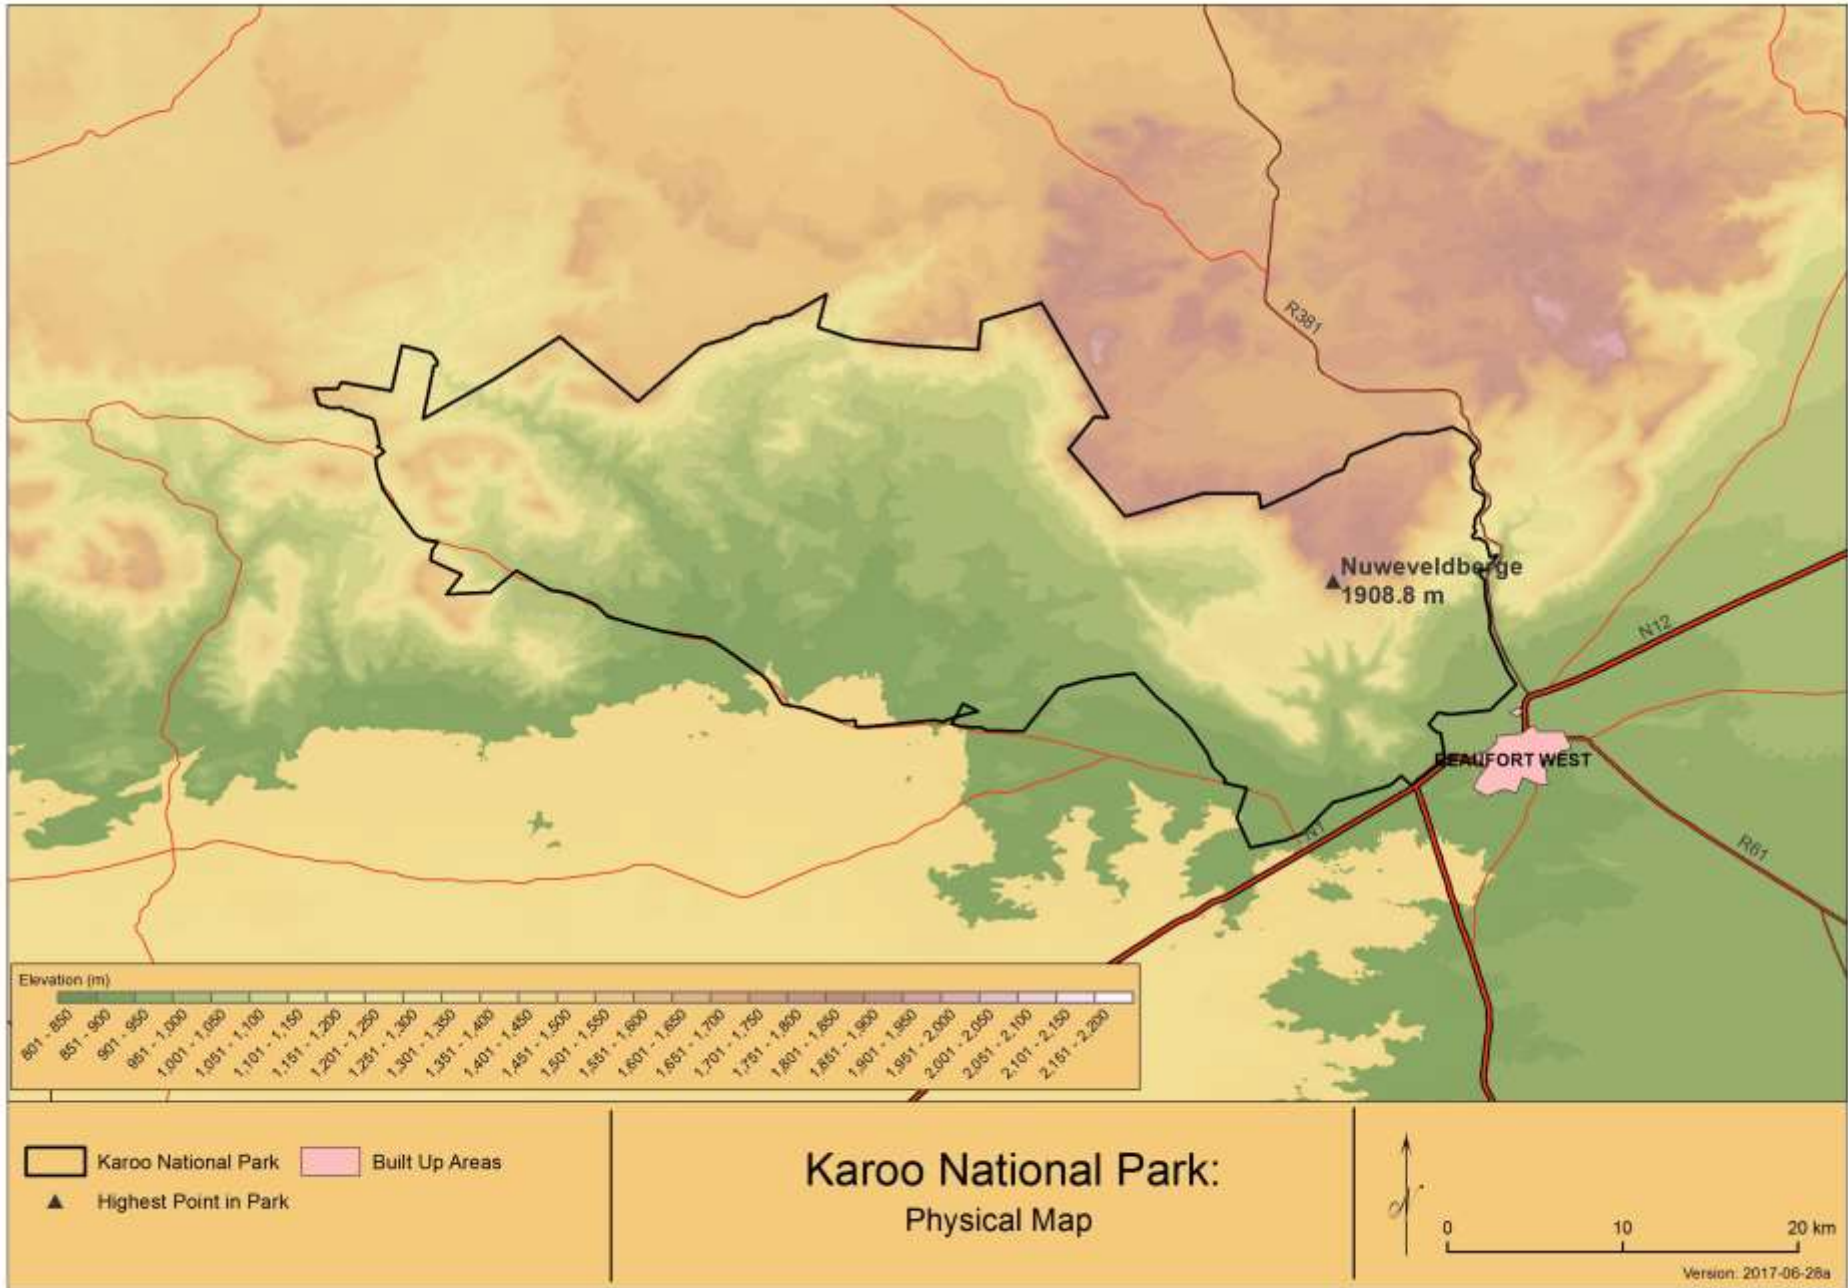 R381
Nuweveldberge
1908.8 m
N12
BEAUFORT WEST
N1
R61
Elevation (m)
801 - 850
851 - 900
901 - 950
951 - 1,000
1,001 - 1,050
1,051 - 1,100
1,101 - 1,150
1,151 - 1,200
1,201 - 1,250
1,251 - 1,300
1,301 - 1,350
1,351 - 1,400
1,401 - 1,450
1,451 - 1,500
1,501 - 1,550
1,551 - 1,600
1,601 - 1,650
1,651 - 1,700
1,701 - 1,750
1,751 - 1,800
1,801 - 1,850
1,851 - 1,900
1,901 - 1,950
1,951 - 2,000
2,001 - 2,050
2,051 - 2,100
2,101 - 2,150
2,151 - 2,200
Karoo National Park
Built Up Areas
Highest Point in Park
Karoo National Park:
Physical Map
N
0 10 20 km
Version: 2017-06-28a